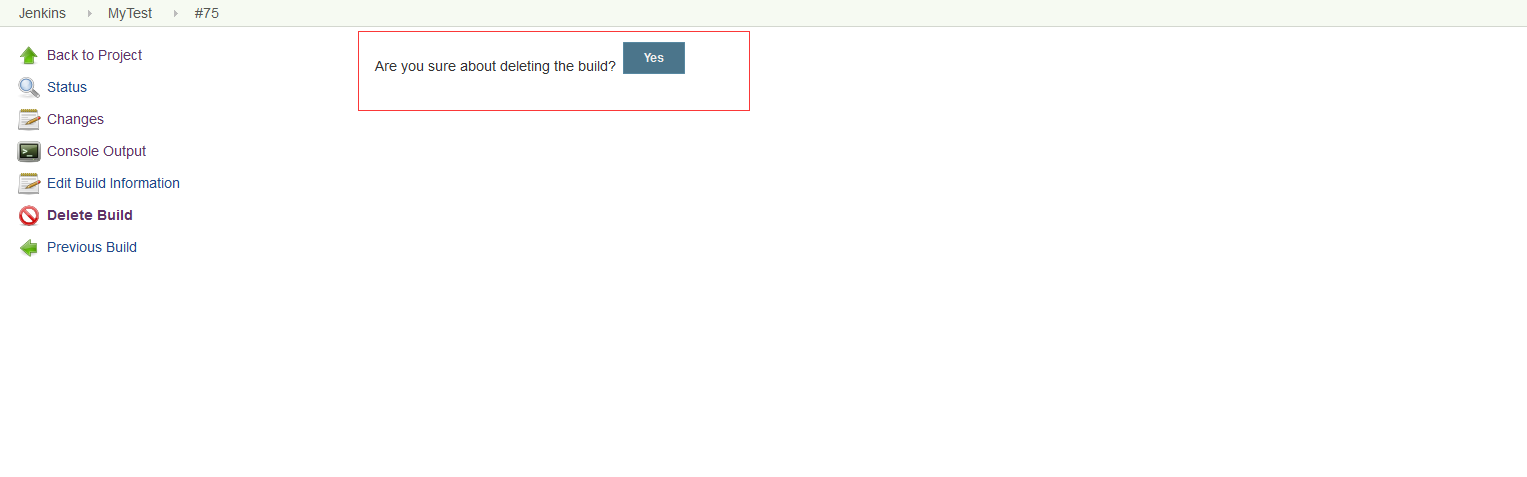 Jenkins MyTest #75
Back to Project
Status
Changes
Console Output
Edit Build Information
Delete Build
Previous Build
Are you sure about deleting the build? Yes